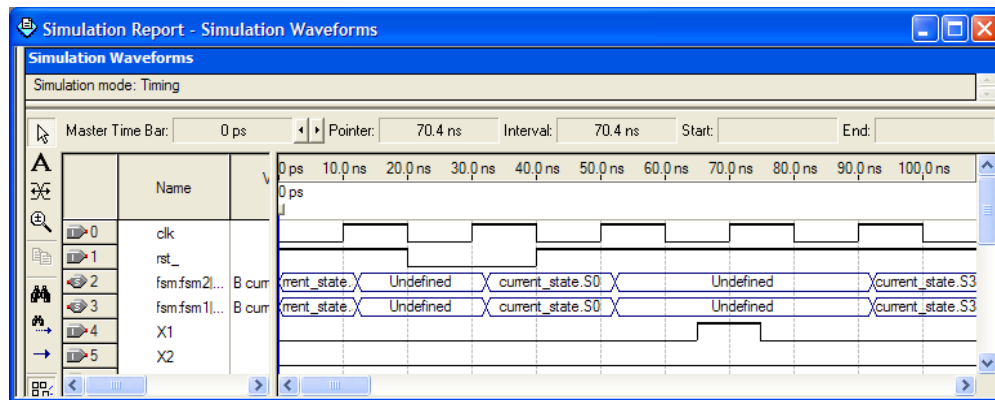 Simulation Report - Simulation Waveforms
Simulation Waveforms
Simulation mode: Timing
Master Time Bar: 0 ps Pointer: 70.4 ns Interval: 70.4 ns Start: End:
A
Name V
0 ps 10.0 ns 20.0 ns 30.0 ns 40.0 ns 50.0 ns 60.0 ns 70.0 ns 80.0 ns 90.0 ns 100.0 ns
0 ps
0 clk
1 rst_
2 fsm:fsm2|... B curr rrent_state. Undefined current_state.S0 Undefined current_state.S3
3 fsm:fsm1|... B curr rrent_state. Undefined current_state.S0 Undefined current_state.S3
4 X1
5 X2